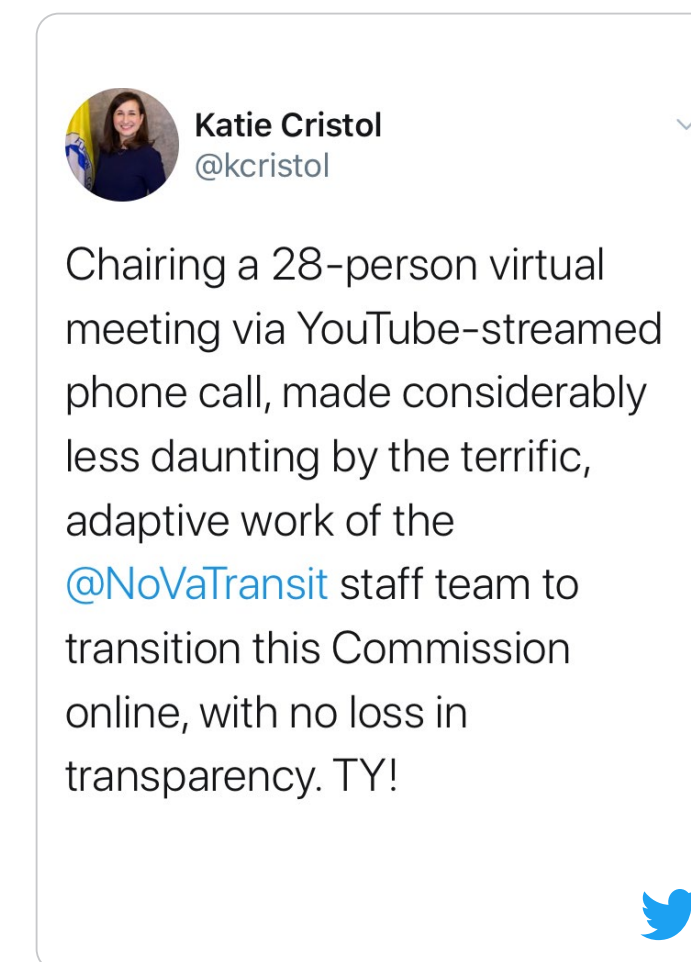 Katie Cristol
@kcristol
Chairing a 28-person virtual
meeting via YouTube-streamed
phone call, made considerably
less daunting by the terrific,
adaptive work of the
@NoVaTransit staff team to
transition this Commission
online, with no loss in
transparency. TY!